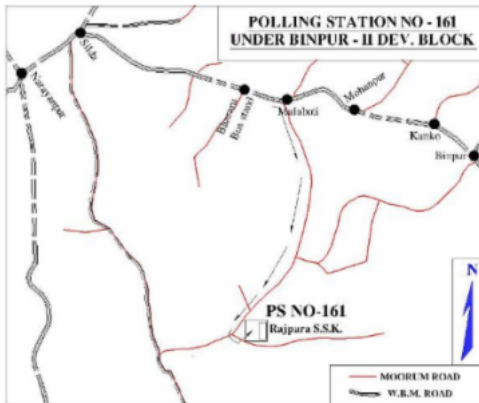 POLLING STATION NO - 161
UNDER BINPUR - II DEV. BLOCK
Silda
Narayanpur
Bus stand
Malabati
Mohanpur
Kanko
Binpur
N
PS NO-161
Rajpara S.S.K.
MOORUM ROAD
W.B.M. ROAD